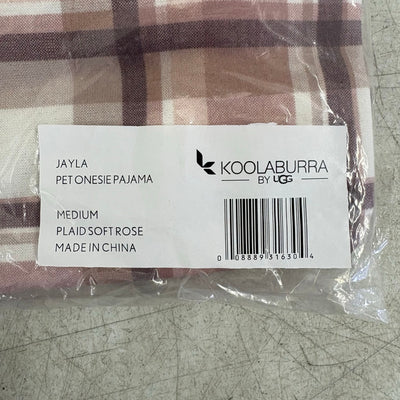 JAYLA
PET ONESIE PAJAMA
MEDIUM
PLAID SOFT ROSE
MADE IN CHINA
KOOLABURRA
BY UGG
0 08889 31630 4